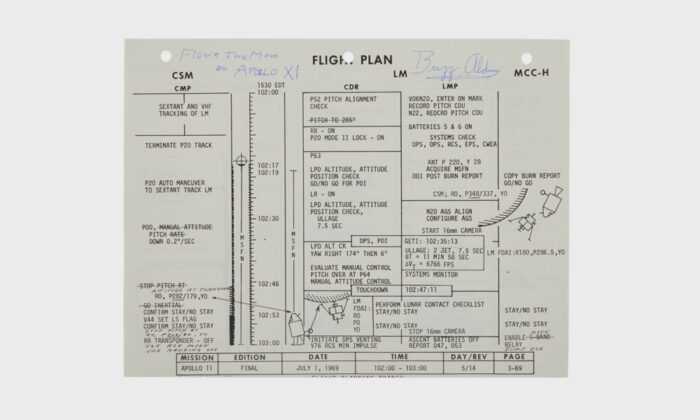 Flown To The Moon
on APOLLO XI
FLIGHT PLAN
Buzz Aldrin
CSM
LM
MCC-H
CMP
1530 EDT
CDR
LMP
102:00
SEXTANT AND VHF
TRACKING OF LM
TERMINATE P20 TRACK
P20 AUTO MANEUVER
TO SEXTANT TRACK LM
P00, MANUAL ATTITUDE
PITCH RATE
DOWN 0.2°/SEC
STOP PITCH AT
RO, P282/179,YO
GO INERTIAL
CONFIRM STAY/NO STAY
V44 SET LS FLAG
CONFIRM STAY/NO STAY
RR TRANSPONDER - OFF
102:17
102:19
102:30
102:46
102:53
103:00
MSFN
MSFN
P52 PITCH ALIGNMENT
CHECK
PITCH TO 285°
RR - ON
P20 MODE II LOCK - ON
P63
LPD ALTITUDE, ATTITUDE
POSITION CHECK
GO/NO GO FOR PDI
LR - ON
LPD ALTITUDE, ATTITUDE
POSITION CHECK,
ULLAGE
7.5 SEC
DPS, PDI
LPD ALT CK
YAW RIGHT 174° THEN 6°
EVALUATE MANUAL CONTROL
PITCH OVER AT P64
MANUAL ATTITUDE CONTROL
TOUCHDOWN
LM
FDAI:
RO
PO
YO
INITIATE DPS VENTING
V76 RCS MIN IMPULSE
V06N20, ENTER ON MARK
RECORD PITCH CDU
N22, REDCRD PITCH CDU
BATTERIES 5 & 6 ON
SYSTEMS CHECK
DPS, OPS, RCS, EPS, CWEA
ANT P 220, Y 28
ACQUIRE MSFN
DOI POST BURN REPORT
CSM; RO, P348/337, YO
N20 AGS ALIGN
CONFIGURE AGS
START 16mm CAMERA
GETI: 102:35:13
ULLAGE: 2 JET, 7.5 SEC
BT = 11 MIN 58 SEC
ΔVT = 6766 FPS
SYSTEMS MONITOR
102:47:11
PERFORM LUNAR CONTACT CHECKLIST
STAY/NO STAY
STOP 16mm CAMERA
ASCENT BATTERIES OFF
REPORT 047, 053
COPY BURN REPORT
GO/NO GO
LM FDAI:R180,P286.5,YO
STAY/NO STAY
STAY/NO STAY
ENABLE S-BAND
RELAY
MISSION EDITION DATE TIME DAY/REV PAGE
APOLLO 11 FINAL JULY 1, 1969 102:00 - 103:00 5/14 3-69